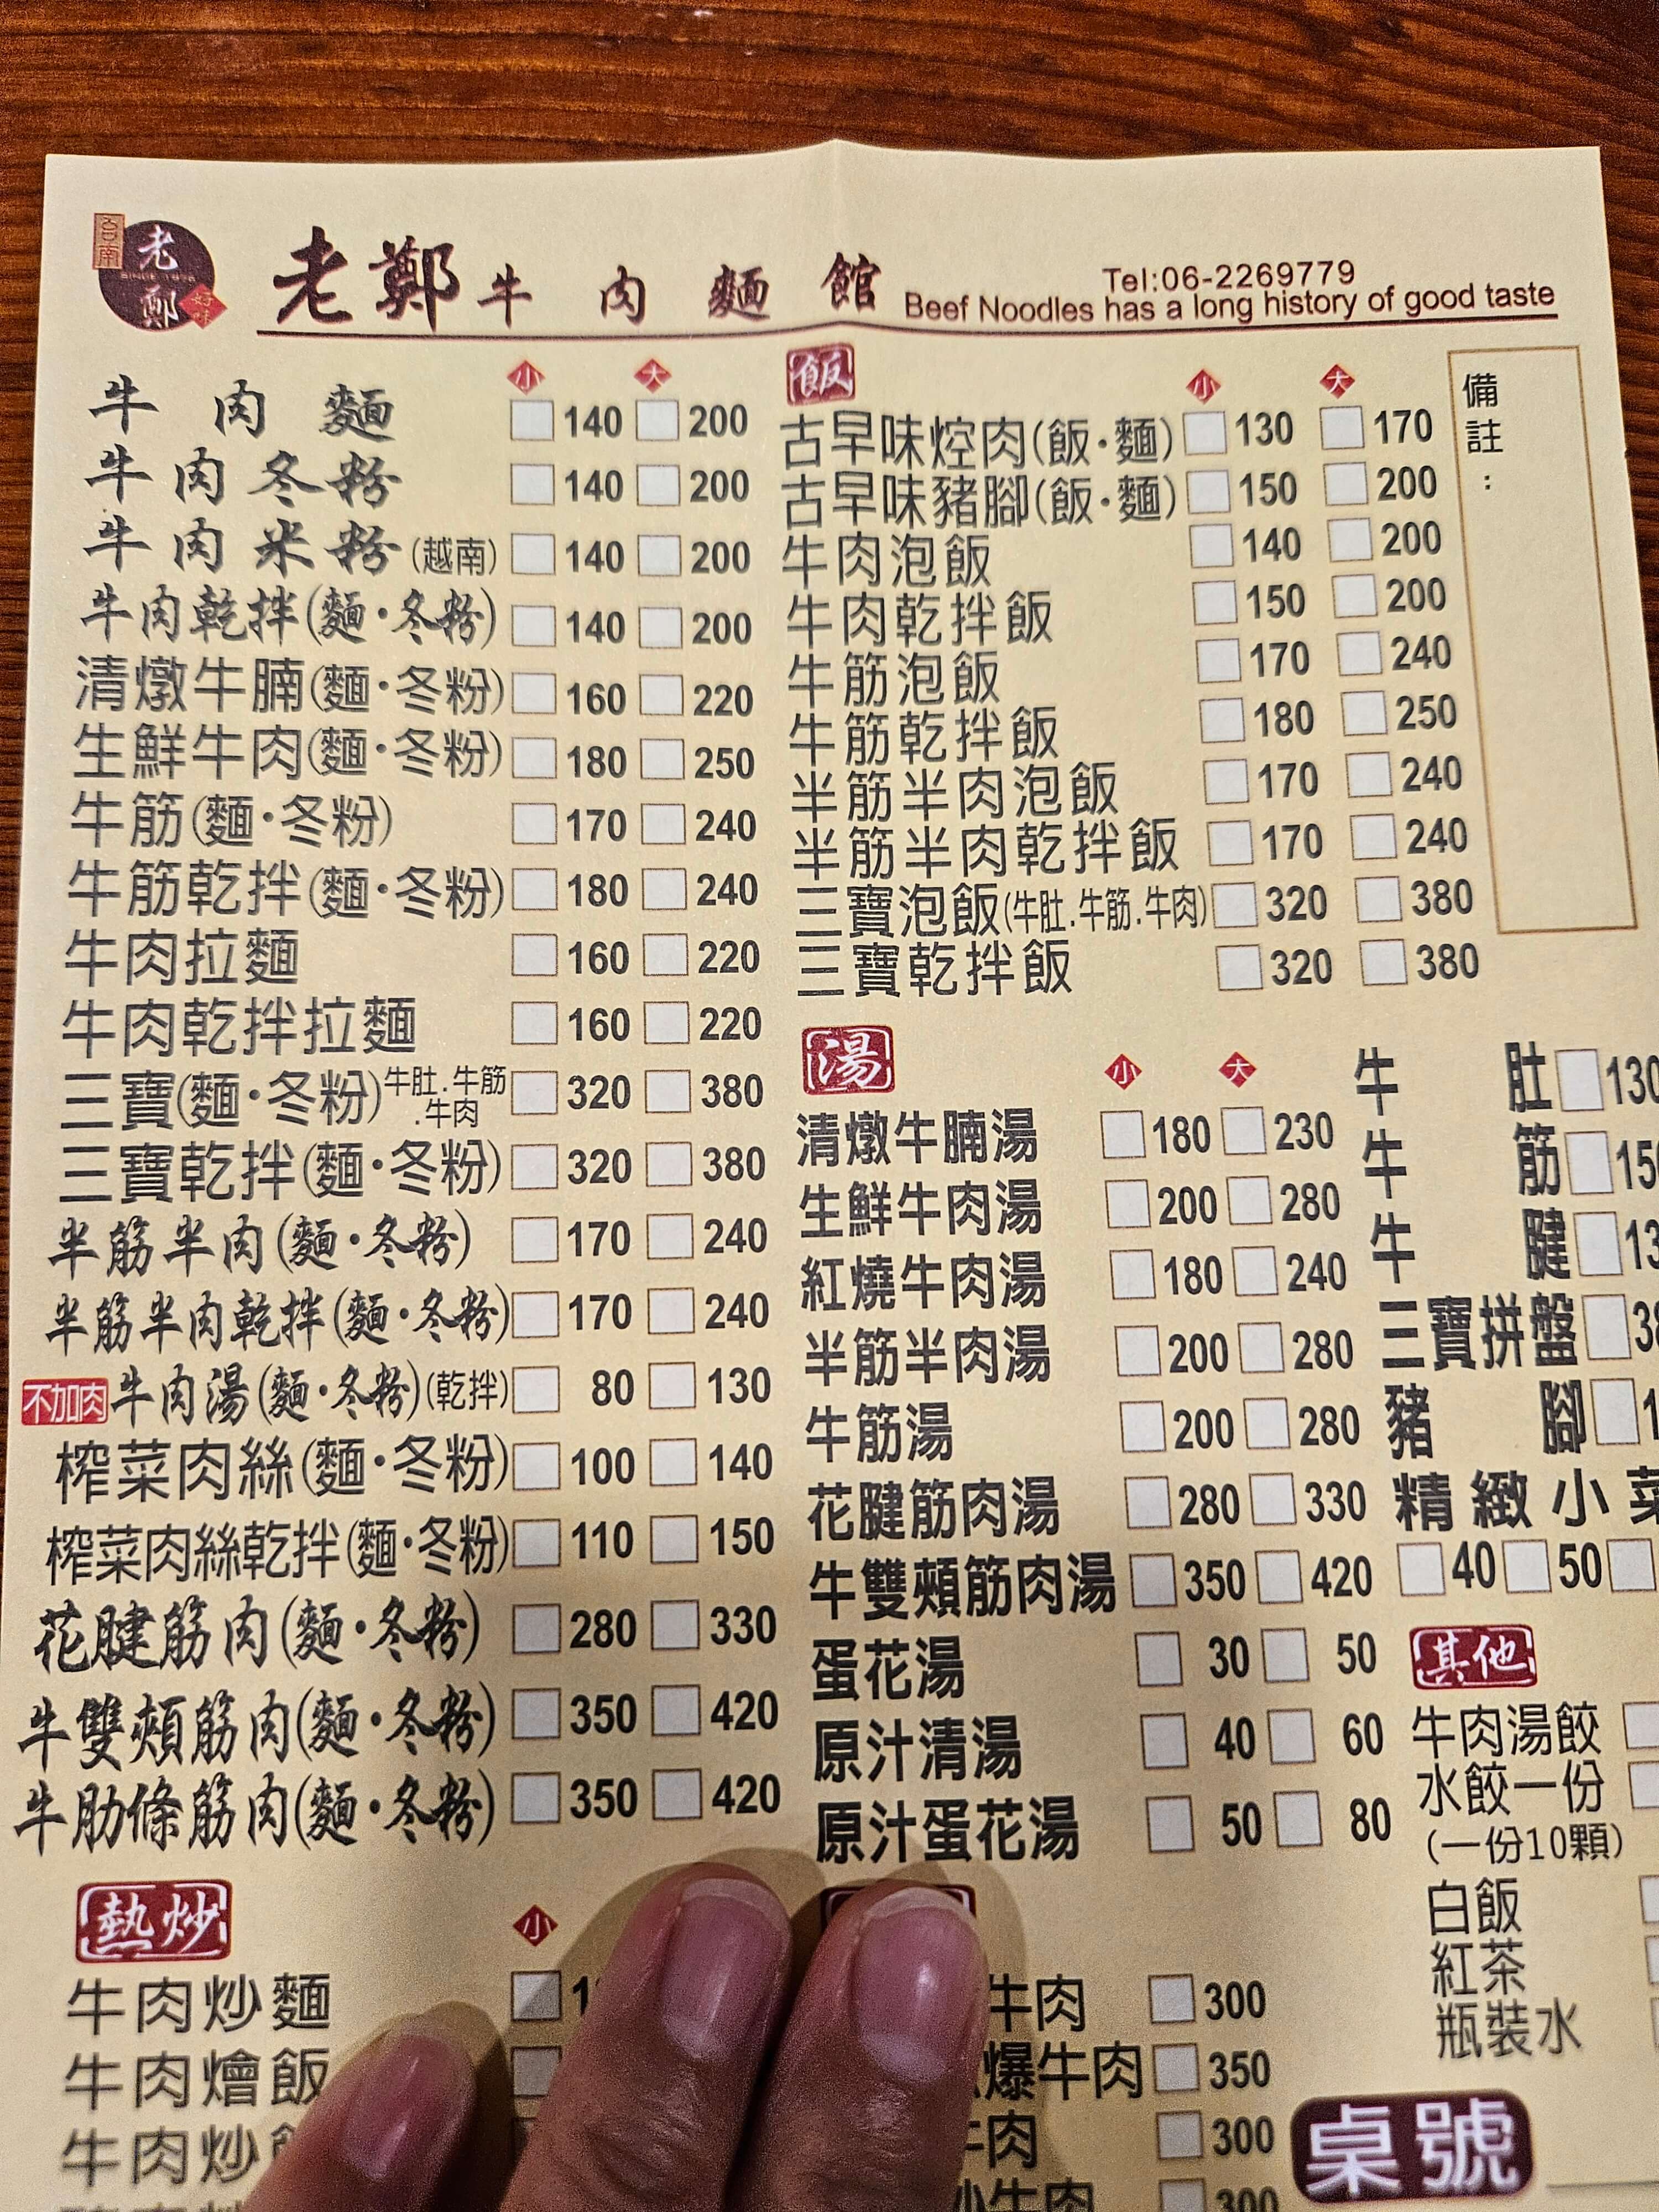 台南
老鄭
SINCE 1978
好味
老鄭牛肉麵館
Tel:06-2269779
Beef Noodles has a long history of good taste
小 大
牛肉麵 140 200
牛肉冬粉 140 200
牛肉米粉(越南) 140 200
牛肉乾拌(麵·冬粉) 140 200
清燉牛腩(麵·冬粉) 160 220
生鮮牛肉(麵·冬粉) 180 250
牛筋(麵·冬粉) 170 240
牛筋乾拌(麵·冬粉) 180 240
牛肉拉麵 160 220
牛肉乾拌拉麵 160 220
三寶(麵·冬粉)牛肚.牛筋.牛肉 320 380
三寶乾拌(麵·冬粉) 320 380
半筋半肉(麵·冬粉) 170 240
半筋半肉乾拌(麵·冬粉) 170 240
不加肉 牛肉湯(麵·冬粉)(乾拌) 80 130
榨菜肉絲(麵·冬粉) 100 140
榨菜肉絲乾拌(麵·冬粉) 110 150
花腱筋肉(麵·冬粉) 280 330
牛雙頰筋肉(麵·冬粉) 350 420
牛肋條筋肉(麵·冬粉) 350 420
熱炒
小
牛肉炒麵
牛肉燴飯
牛肉炒
飯
小 大
古早味焢肉(飯·麵) 130 170
古早味豬腳(飯·麵) 150 200
牛肉泡飯 140 200
牛肉乾拌飯 150 200
牛筋泡飯 170 240
牛筋乾拌飯 180 250
半筋半肉泡飯 170 240
半筋半肉乾拌飯 170 240
三寶泡飯(牛肚.牛筋.牛肉) 320 380
三寶乾拌飯 320 380
備註:
湯
小 大
清燉牛腩湯 180 230
生鮮牛肉湯 200 280
紅燒牛肉湯 180 240
半筋半肉湯 200 280
牛筋湯 200 280
花腱筋肉湯 280 330
牛雙頰筋肉湯 350 420
蛋花湯 30 50
原汁清湯 40 60
原汁蛋花湯 50 80
牛肉 300
爆牛肉 350
牛肉 300
炒牛肉 300
牛肚 130
牛筋
牛腱
三寶拼盤
豬腳
精緻小菜
40 50
其他
牛肉湯餃
水餃一份
(一份10顆)
白飯
紅茶
瓶裝水
桌號